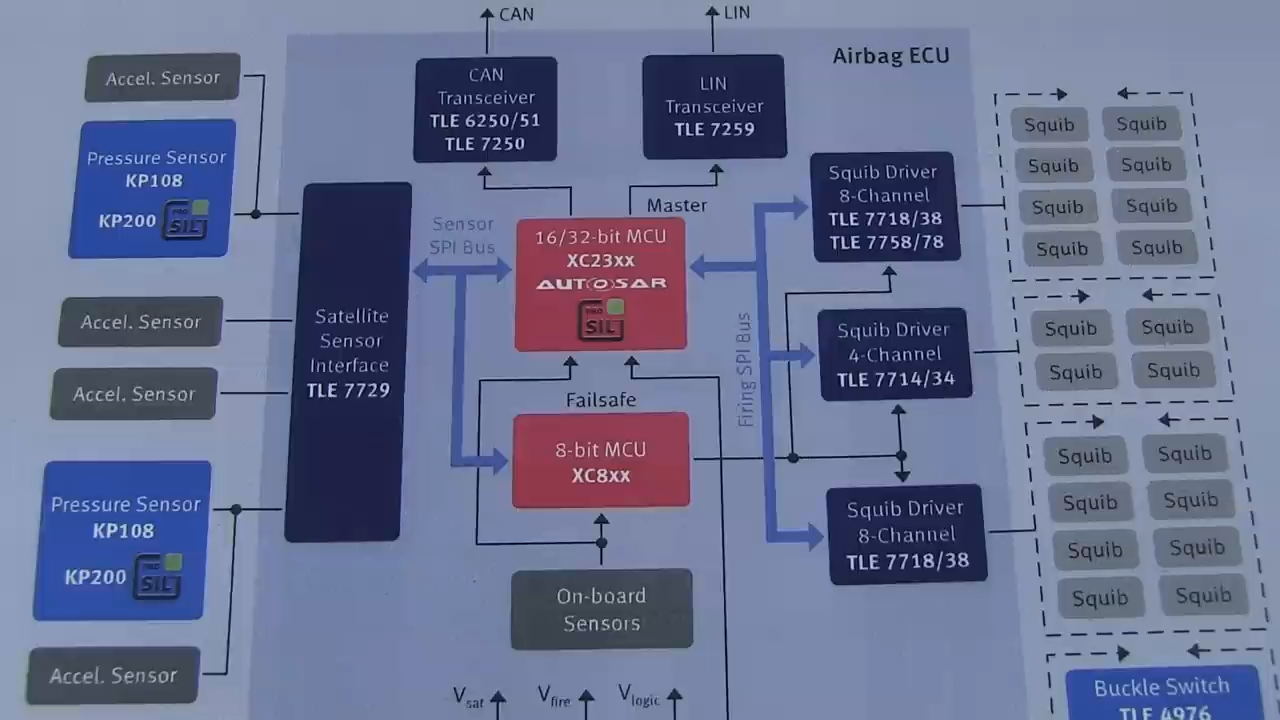 CAN
LIN
Airbag ECU
Accel. Sensor
Pressure Sensor
KP108
KP200
PRO
SIL
Accel. Sensor
Accel. Sensor
Pressure Sensor
KP108
KP200
SIL
Accel. Sensor
Satellite
Sensor
Interface
TLE 7729
CAN
Transceiver
TLE 6250/51
TLE 7250
LIN
Transceiver
TLE 7259
Sensor
SPI Bus
Master
16/32-bit MCU
XC23xx
AUTOSAR
PRO
SIL
Failsafe
8-bit MCU
XC8xx
On-board
Sensors
Vsat
Vfire
Vlogic
Firing SPI Bus
Squib Driver
8-Channel
TLE 7718/38
TLE 7758/78
Squib Driver
4-Channel
TLE 7714/34
Squib Driver
8-Channel
TLE 7718/38
Squib Squib
Squib Squib
Squib Squib
Squib Squib
Squib Squib
Squib Squib
Squib Squib
Squib Squib
Squib Squib
Squib Squib
Buckle Switch
TLE 4976